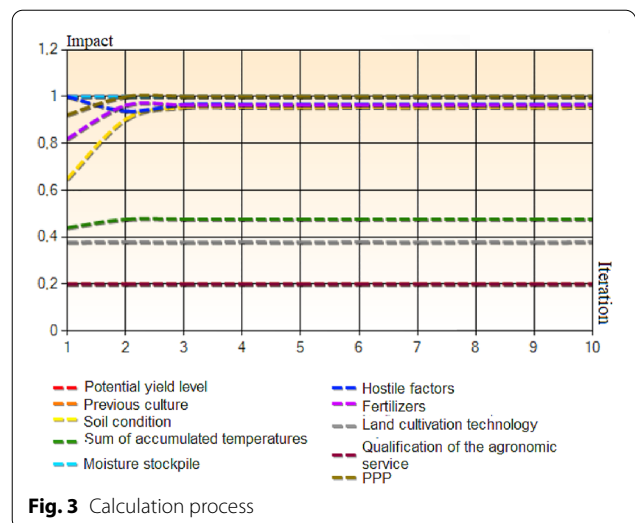 Impact
1,2
1
0,8
0,6
0,4
0,2
0
1 2 3 4 5 6 7 8 9 10
Iteration
Potential yield level
Previous culture
Soil condition
Sum of accumulated temperatures
Moisture stockpile
Hostile factors
Fertilizers
Land cultivation technology
Qualification of the agronomic
service
PPP
Fig. 3 Calculation process